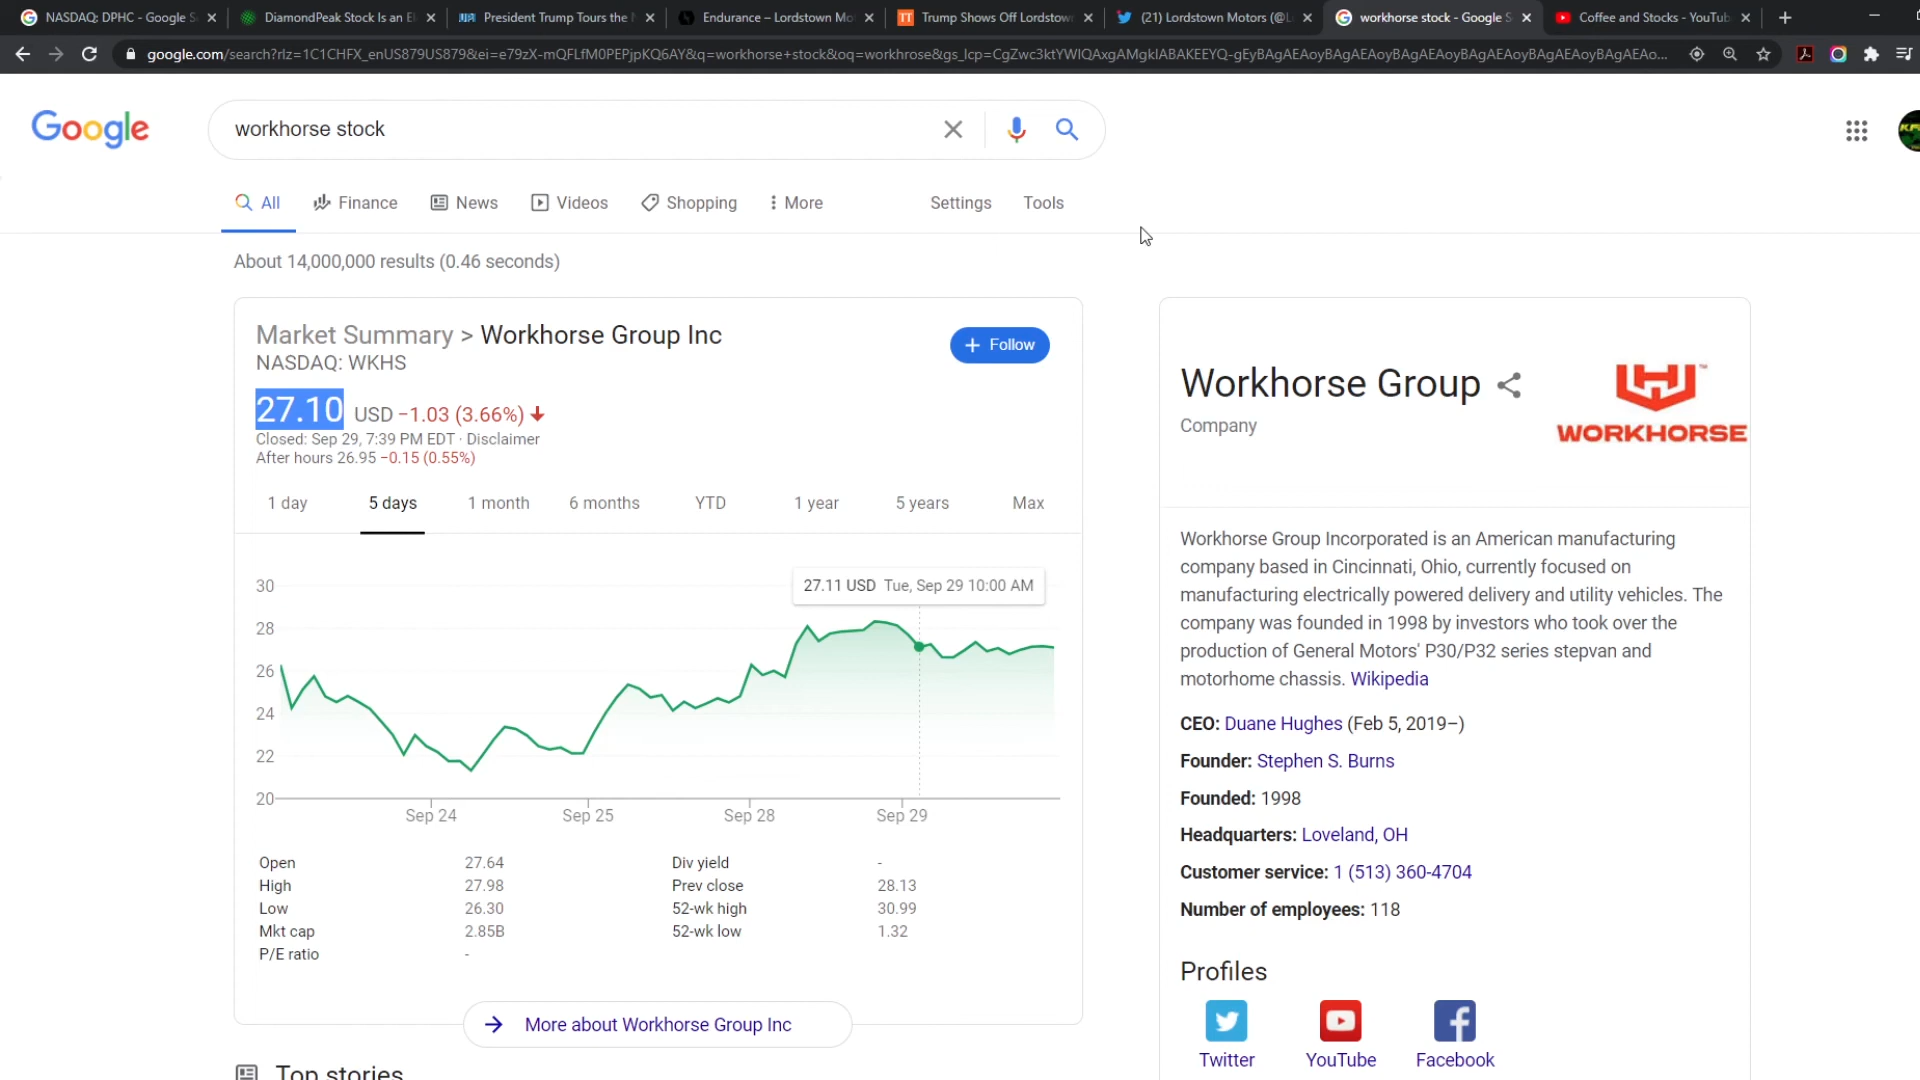 NASDAQ: DPHC - Google S
DiamondPeak Stock Is an El
President Trump Tours the
Endurance – Lordstown Mo
Trump Shows Off Lordstown
(21) Lordstown Motors (@L
workhorse stock - Google S
Coffee and Stocks - YouTub
google.com/search?rlz=1C1CHFX_enUS879US879&ei=e79zX-mQFLfM0PEPjpKQ6AY&q=workhorse+stock&oq=workhrose&gs_lcp=CgZwc3ktYWIQAxgAMgkIABAKEEYQ-gEyBAgAEAoyBAgAEAoyBAgAEAoyBAgAEAoyBAgAEAoyBAgAEAo...
Google
workhorse stock
All
Finance
News
Videos
Shopping
More
Settings
Tools
About 14,000,000 results (0.46 seconds)
Market Summary > Workhorse Group Inc
NASDAQ: WKHS
+ Follow
27.10 USD −1.03 (3.66%)
Closed: Sep 29, 7:39 PM EDT · Disclaimer
After hours 26.95 −0.15 (0.55%)
1 day
5 days
1 month
6 months
YTD
1 year
5 years
Max
27.11 USD Tue, Sep 29 10:00 AM
30
28
26
24
22
20
Sep 24
Sep 25
Sep 28
Sep 29
Open 27.64
High 27.98
Low 26.30
Mkt cap 2.85B
P/E ratio -
Div yield -
Prev close 28.13
52-wk high 30.99
52-wk low 1.32
More about Workhorse Group Inc
Top stories
Workhorse Group
Company
WORKHORSE
TM
Workhorse Group Incorporated is an American manufacturing
company based in Cincinnati, Ohio, currently focused on
manufacturing electrically powered delivery and utility vehicles. The
company was founded in 1998 by investors who took over the
production of General Motors' P30/P32 series stepvan and
motorhome chassis. Wikipedia
CEO: Duane Hughes (Feb 5, 2019–)
Founder: Stephen S. Burns
Founded: 1998
Headquarters: Loveland, OH
Customer service: 1 (513) 360-4704
Number of employees: 118
Profiles
Twitter
YouTube
Facebook